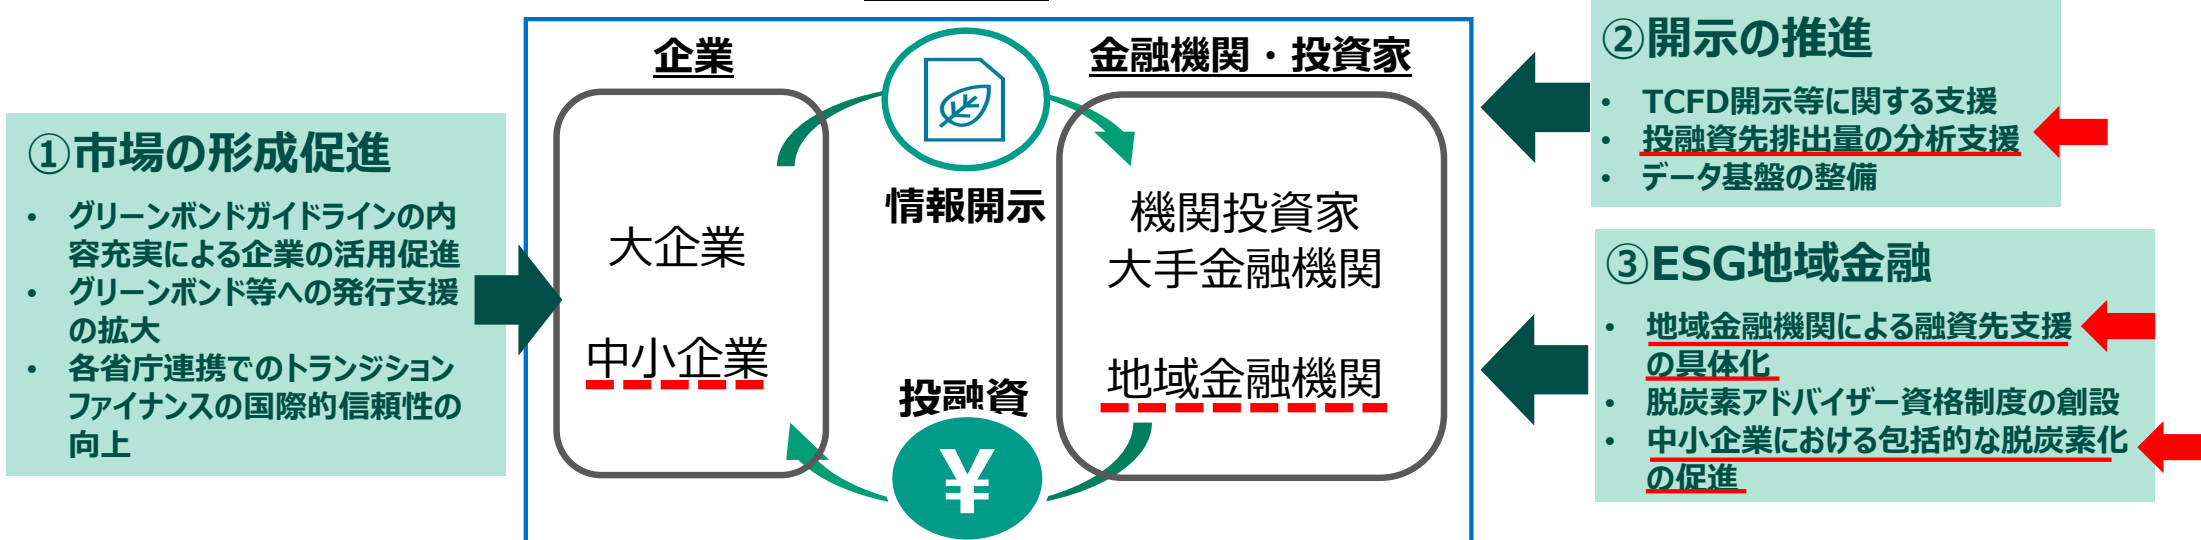 ①市場の形成促進
• グリーンボンドガイドラインの内
容充実による企業の活用促進
• グリーンボンド等への発行支援
の拡大
• 各省庁連携でのトランジション
ファイナンスの国際的信頼性の
向上
企業
大企業
中小企業
情報開示
投融資
¥
金融機関・投資家
機関投資家
大手金融機関
地域金融機関
②開示の推進
• TCFD開示等に関する支援
• 投融資先排出量の分析支援
• データ基盤の整備
③ESG地域金融
• 地域金融機関による融資先支援
の具体化
• 脱炭素アドバイザー資格制度の創設
• 中小企業における包括的な脱炭素化
の促進